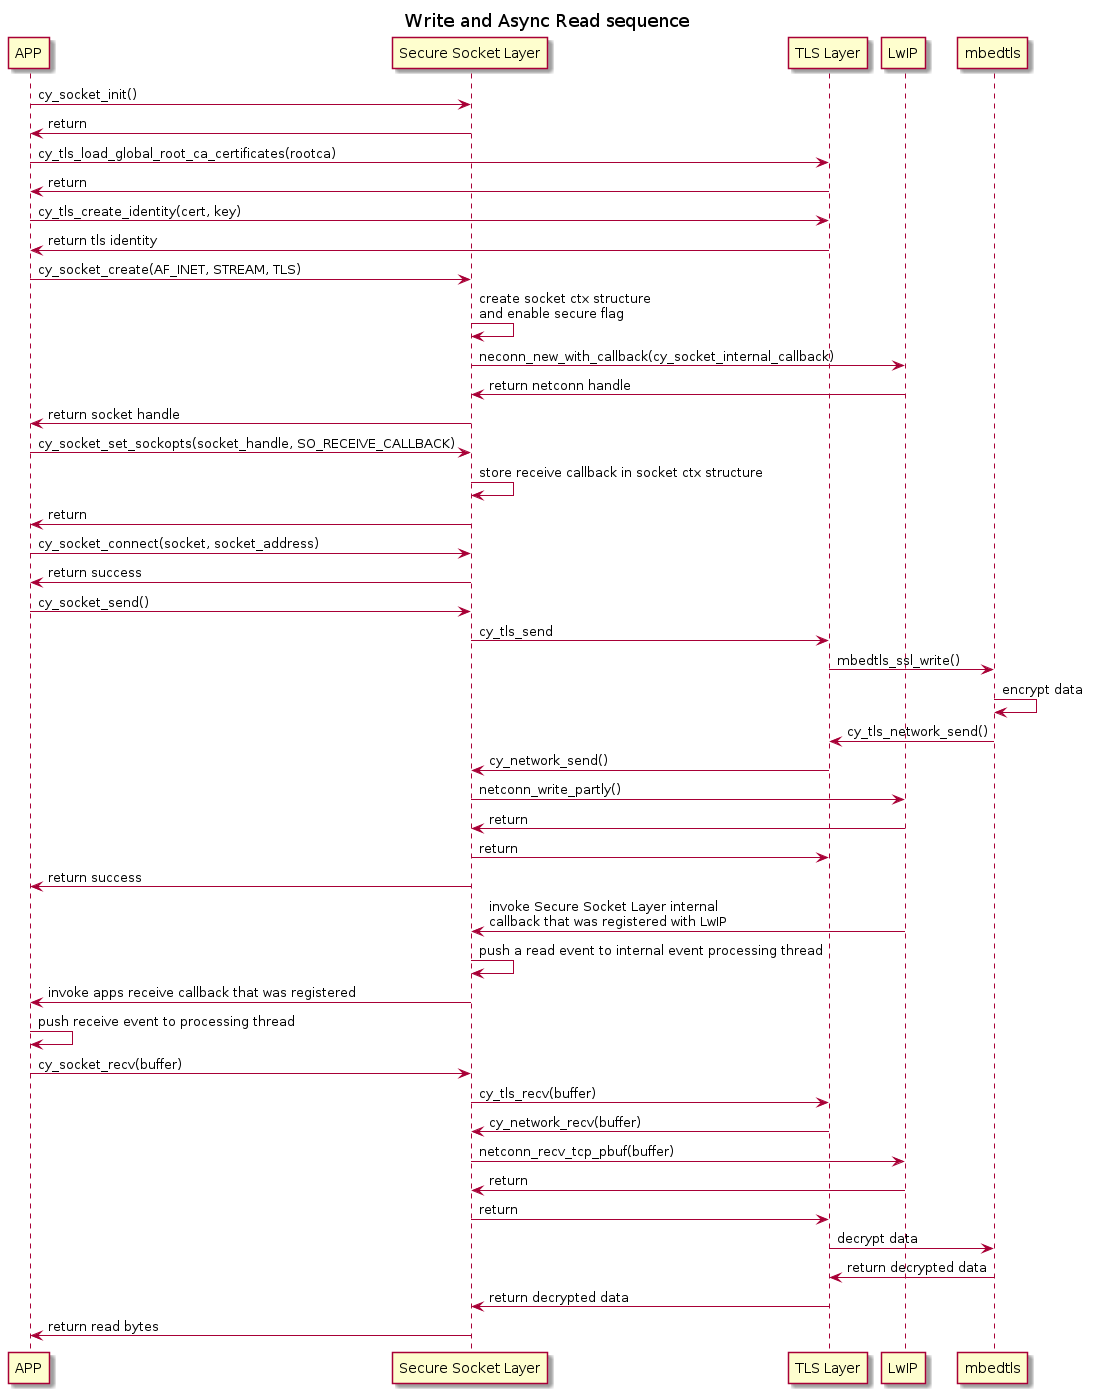 Write and Async Read sequence
APP
Secure Socket Layer
TLS Layer
LwIP
mbedtls
cy_socket_init()
return
cy_tls_load_global_root_ca_certificates(rootca)
return
cy_tls_create_identity(cert, key)
return tls identity
cy_socket_create(AF_INET, STREAM, TLS)
create socket ctx structure
and enable secure flag
neconn_new_with_callback(cy_socket_internal_callback)
return netconn handle
return socket handle
cy_socket_set_sockopts(socket_handle, SO_RECEIVE_CALLBACK)
store receive callback in socket ctx structure
return
cy_socket_connect(socket, socket_address)
return success
cy_socket_send()
cy_tls_send
mbedtls_ssl_write()
encrypt data
cy_tls_network_send()
cy_network_send()
netconn_write_partly()
return
return
return success
invoke Secure Socket Layer internal
callback that was registered with LwIP
push a read event to internal event processing thread
invoke apps receive callback that was registered
push receive event to processing thread
cy_socket_recv(buffer)
cy_tls_recv(buffer)
cy_network_recv(buffer)
netconn_recv_tcp_pbuf(buffer)
return
return
decrypt data
return decrypted data
return decrypted data
return read bytes
APP
Secure Socket Layer
TLS Layer
LwIP
mbedtls